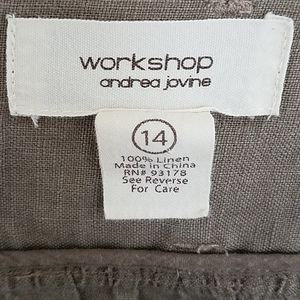 workshop
andrea jovine
14
100% Linen
Made in China
RN# 93178
See Reverse
For Care